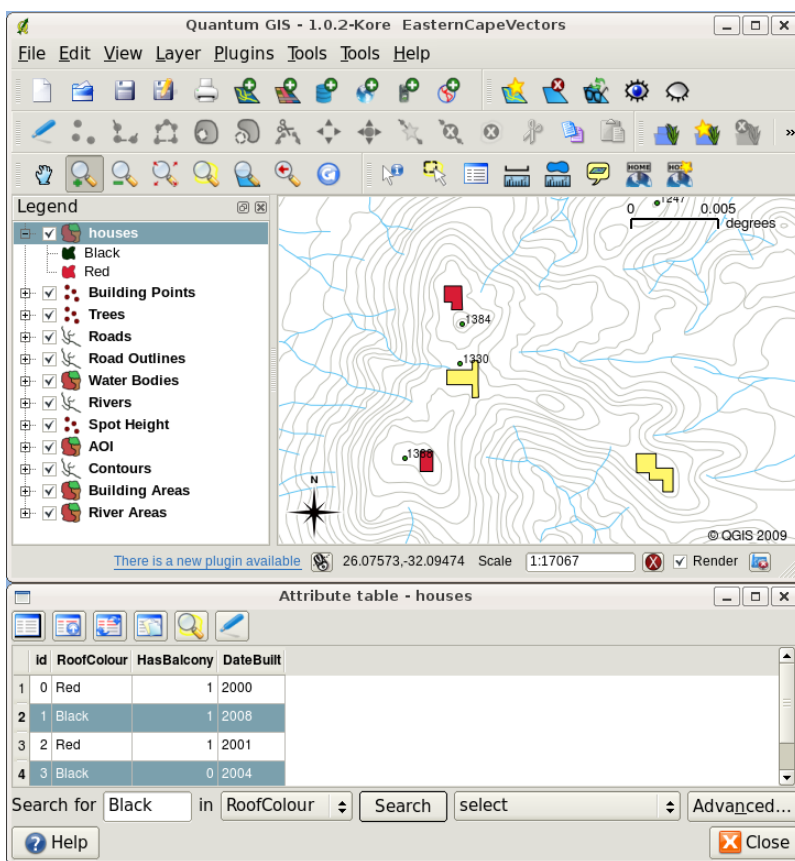 Quantum GIS - 1.0.2-Kore EasternCapeVectors
File Edit View Layer Plugins Tools Tools Help
Legend
houses
Black
Red
Building Points
Trees
Roads
Road Outlines
Water Bodies
Rivers
Spot Height
AOI
Contours
Building Areas
River Areas
1247
0 0.005
degrees
1384
1330
1388
N
© QGIS 2009
There is a new plugin available 26.07573,-32.09474 Scale 1:17067 Render
Attribute table - houses
id RoofColour HasBalcony DateBuilt
1 0 Red 1 2000
2 1 Black 1 2008
3 2 Red 1 2001
4 3 Black 0 2004
Search for Black in RoofColour Search select Advanced...
Help Close